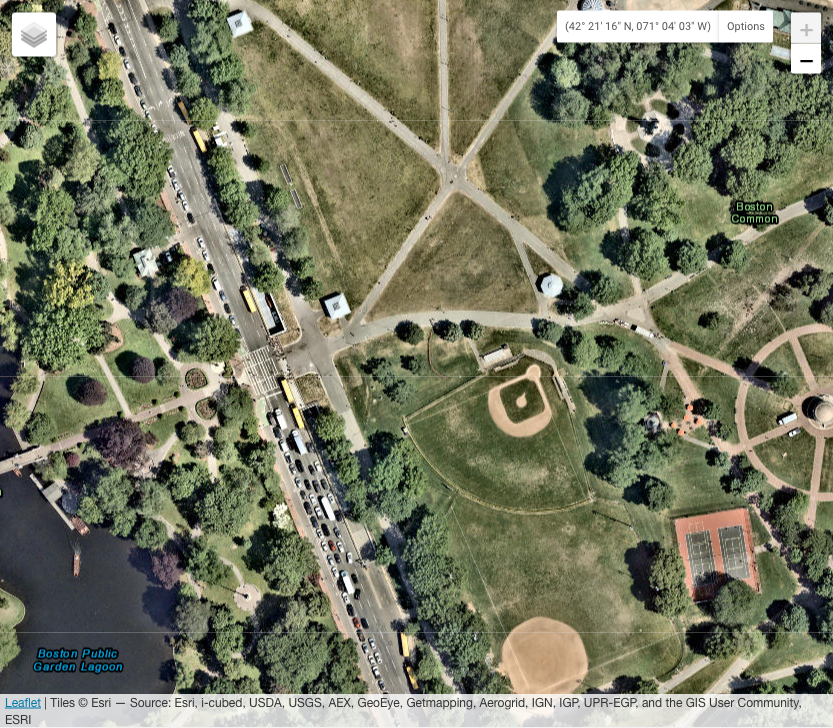 (42° 21' 16" N, 071° 04' 03" W) Options
+
−
Boston
Common
Boston Public
Garden Lagoon
Leaflet | Tiles © Esri — Source: Esri, i-cubed, USDA, USGS, AEX, GeoEye, Getmapping, Aerogrid, IGN, IGP, UPR-EGP, and the GIS User Community,
ESRI